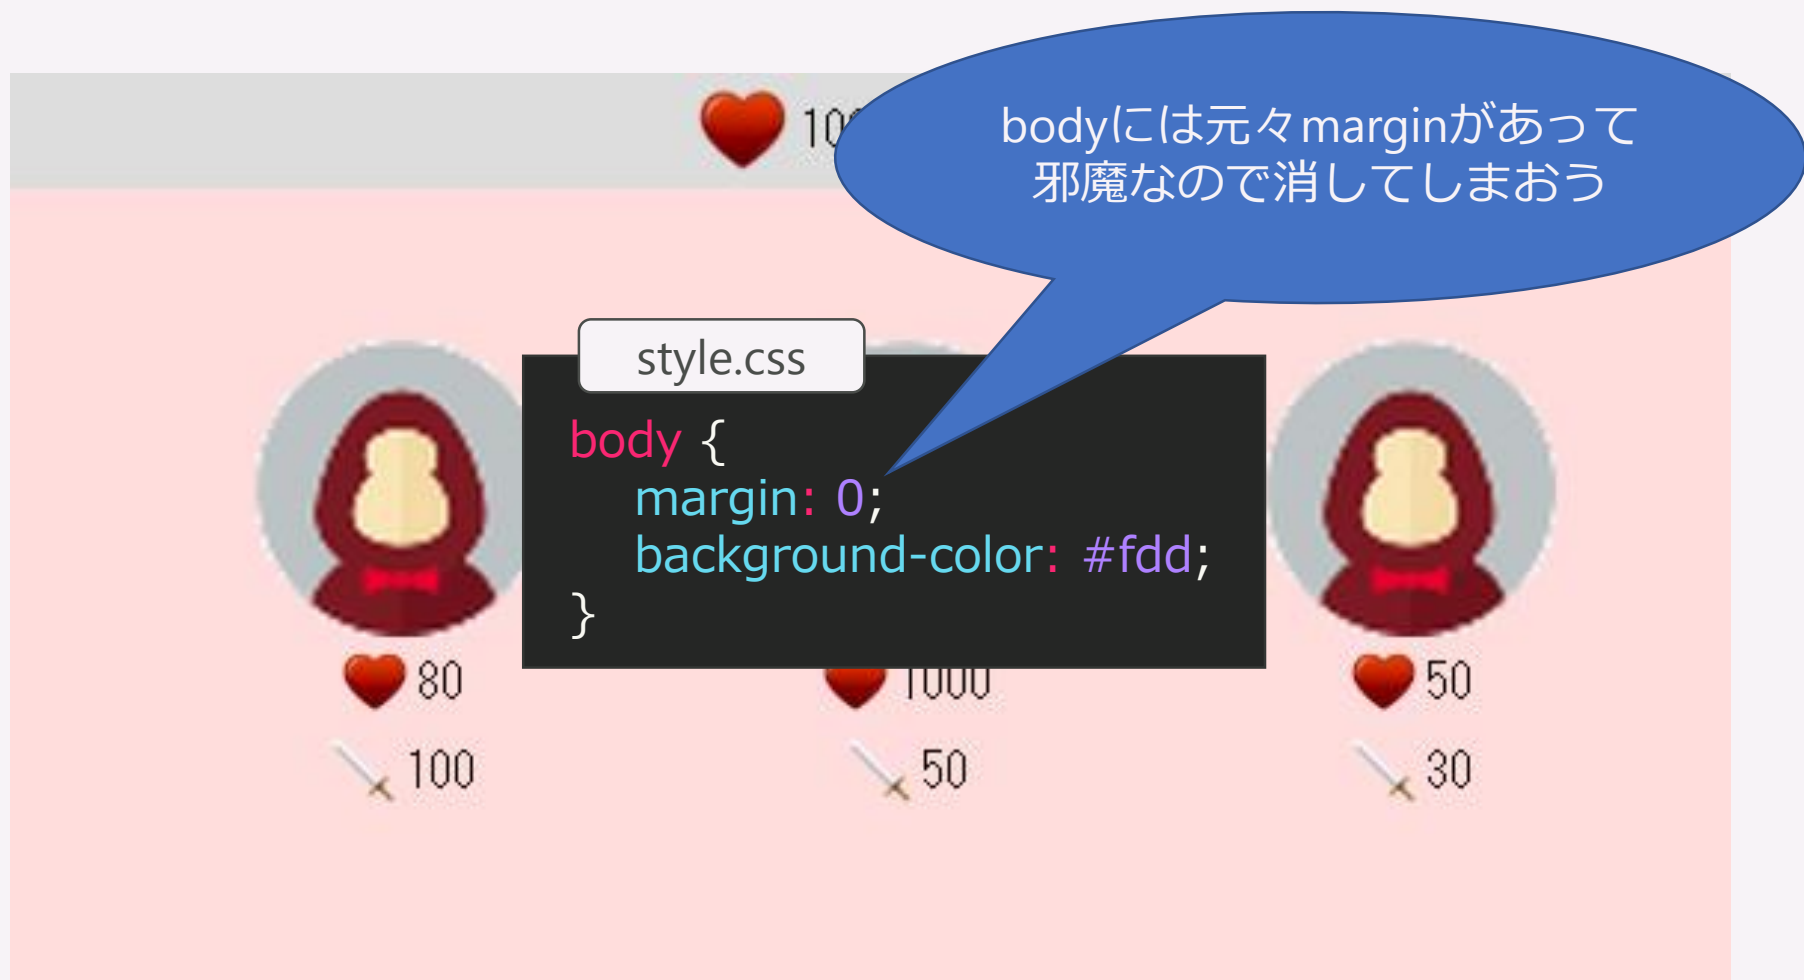 bodyには元々marginがあって
邪魔なので消してしまおう
style.css
body {
margin: 0;
background-color: #fdd;
}
80
1000
50
100
50
30